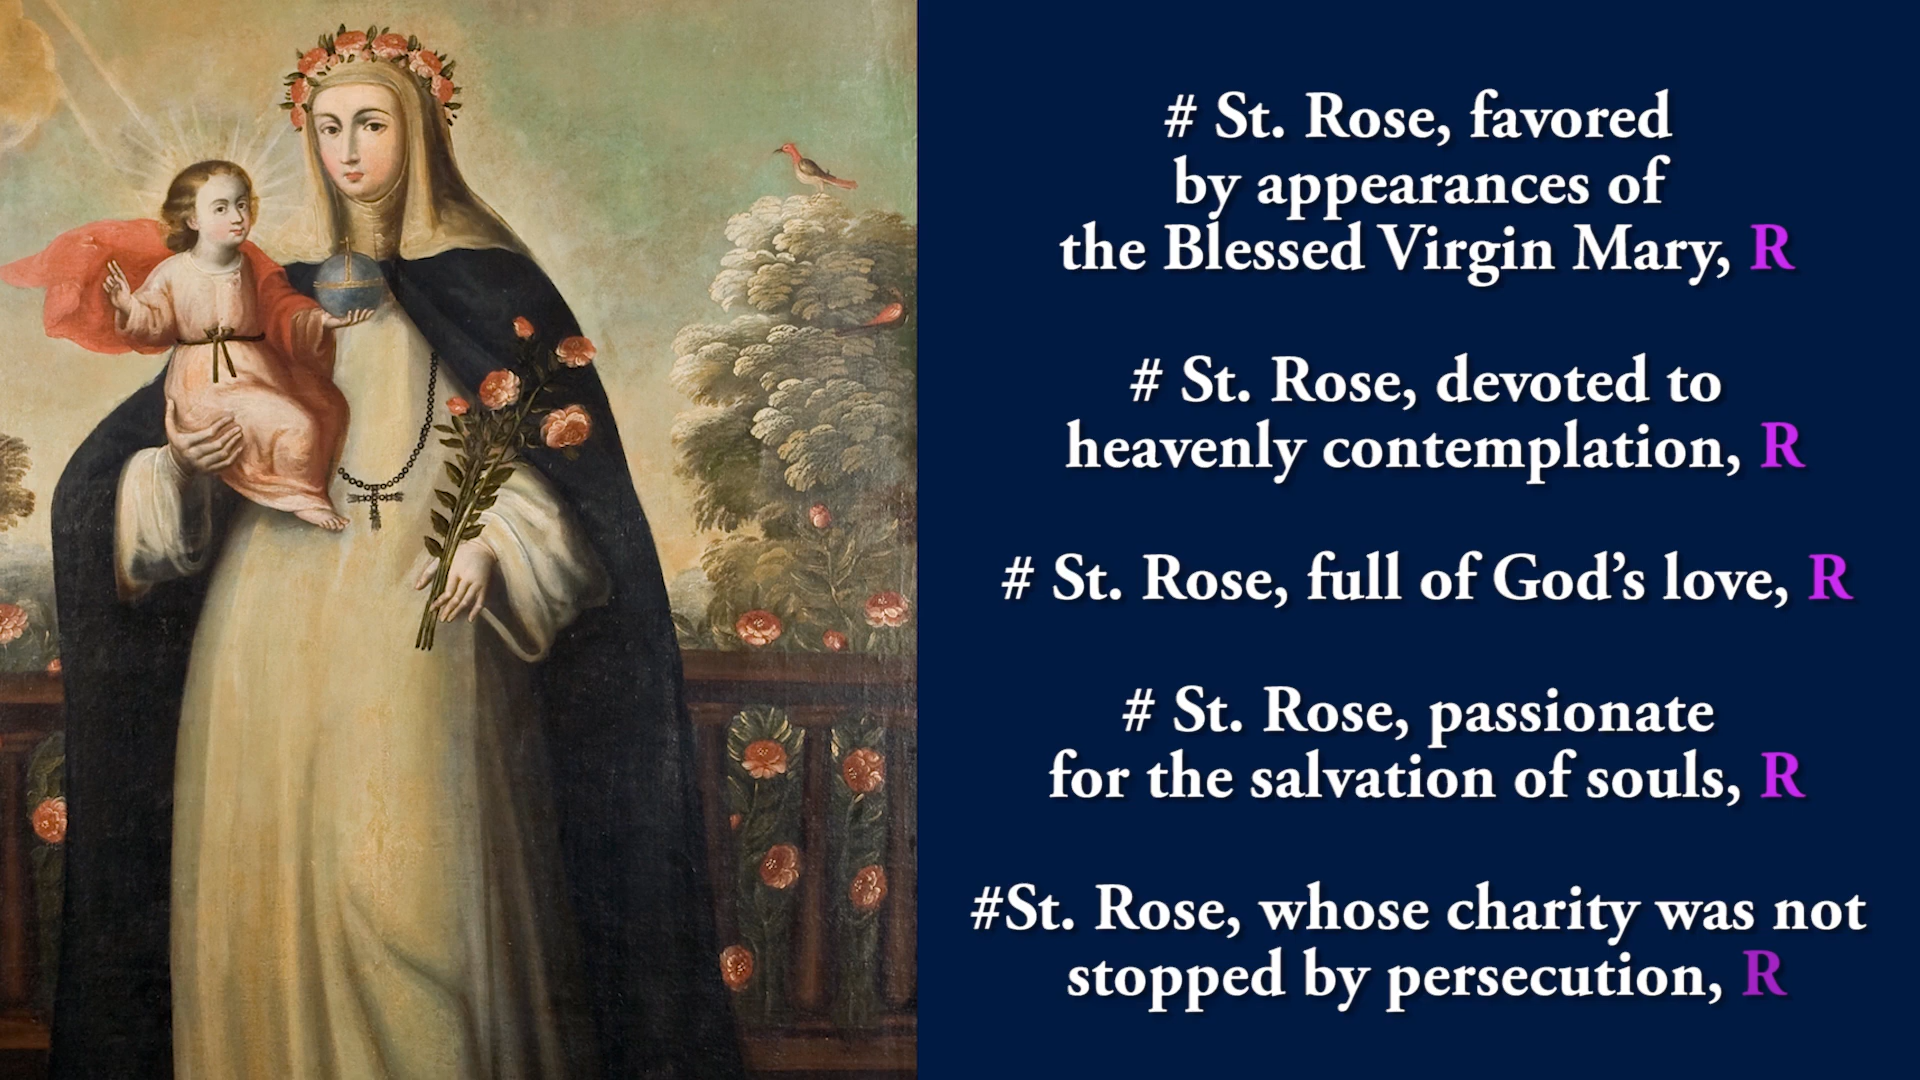 # St. Rose, favored
by appearances of
the Blessed Virgin Mary, R
# St. Rose, devoted to
heavenly contemplation, R
# St. Rose, full of God’s love, R
# St. Rose, passionate
for the salvation of souls, R
#St. Rose, whose charity was not
stopped by persecution, R